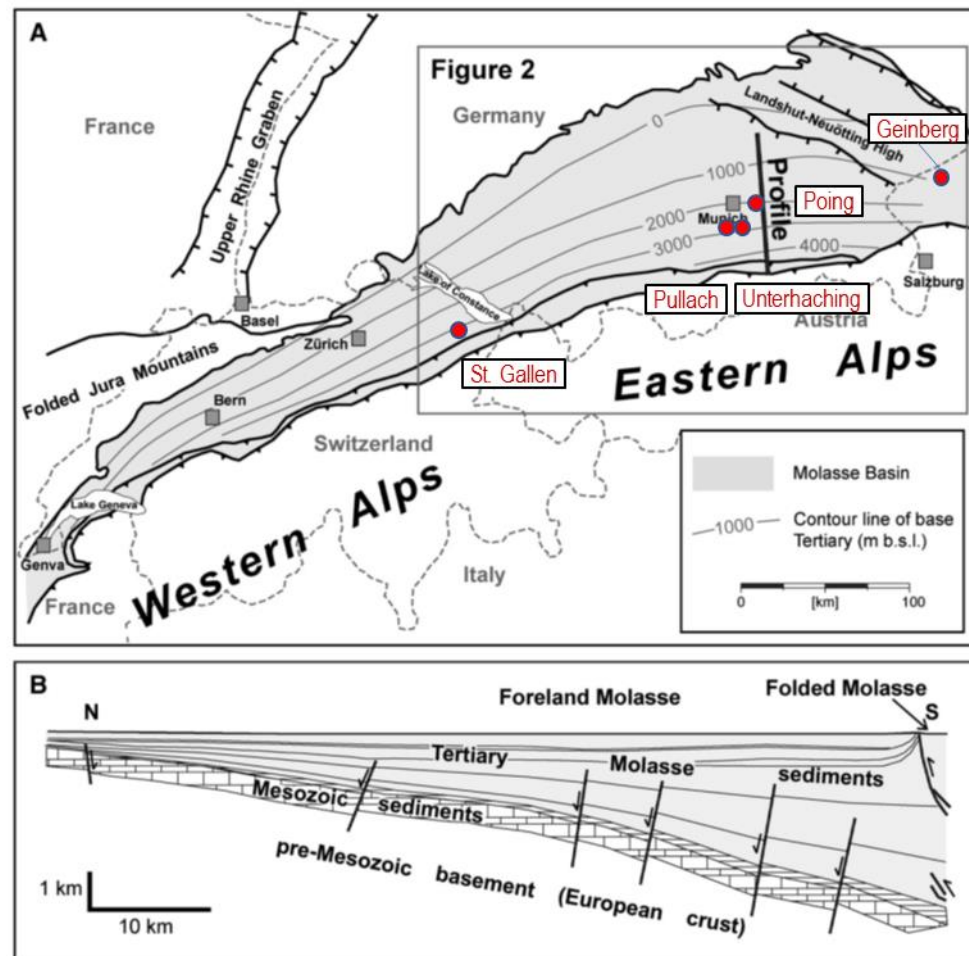 A
Figure 2
France
Germany
Upper Rhine Graben
Landshut-Neuötting High
Geinberg
0
1000
Profile
Poing
Munich
2000
3000
4000
Pullach
Unterhaching
Salzburg
Austria
Lake of Constance
Basel
Zürich
St. Gallen
Folded Jura Mountains
Bern
Eastern Alps
Switzerland
Western Alps
Lake Geneva
Genva
Italy
France
Molasse Basin
1000
Contour line of base
Tertiary (m b.s.l.)
0
[km]
100
B
N
Foreland Molasse
Folded Molasse
S
Tertiary Molasse sediments
Mesozoic sediments
pre-Mesozoic basement (European crust)
1 km
10 km